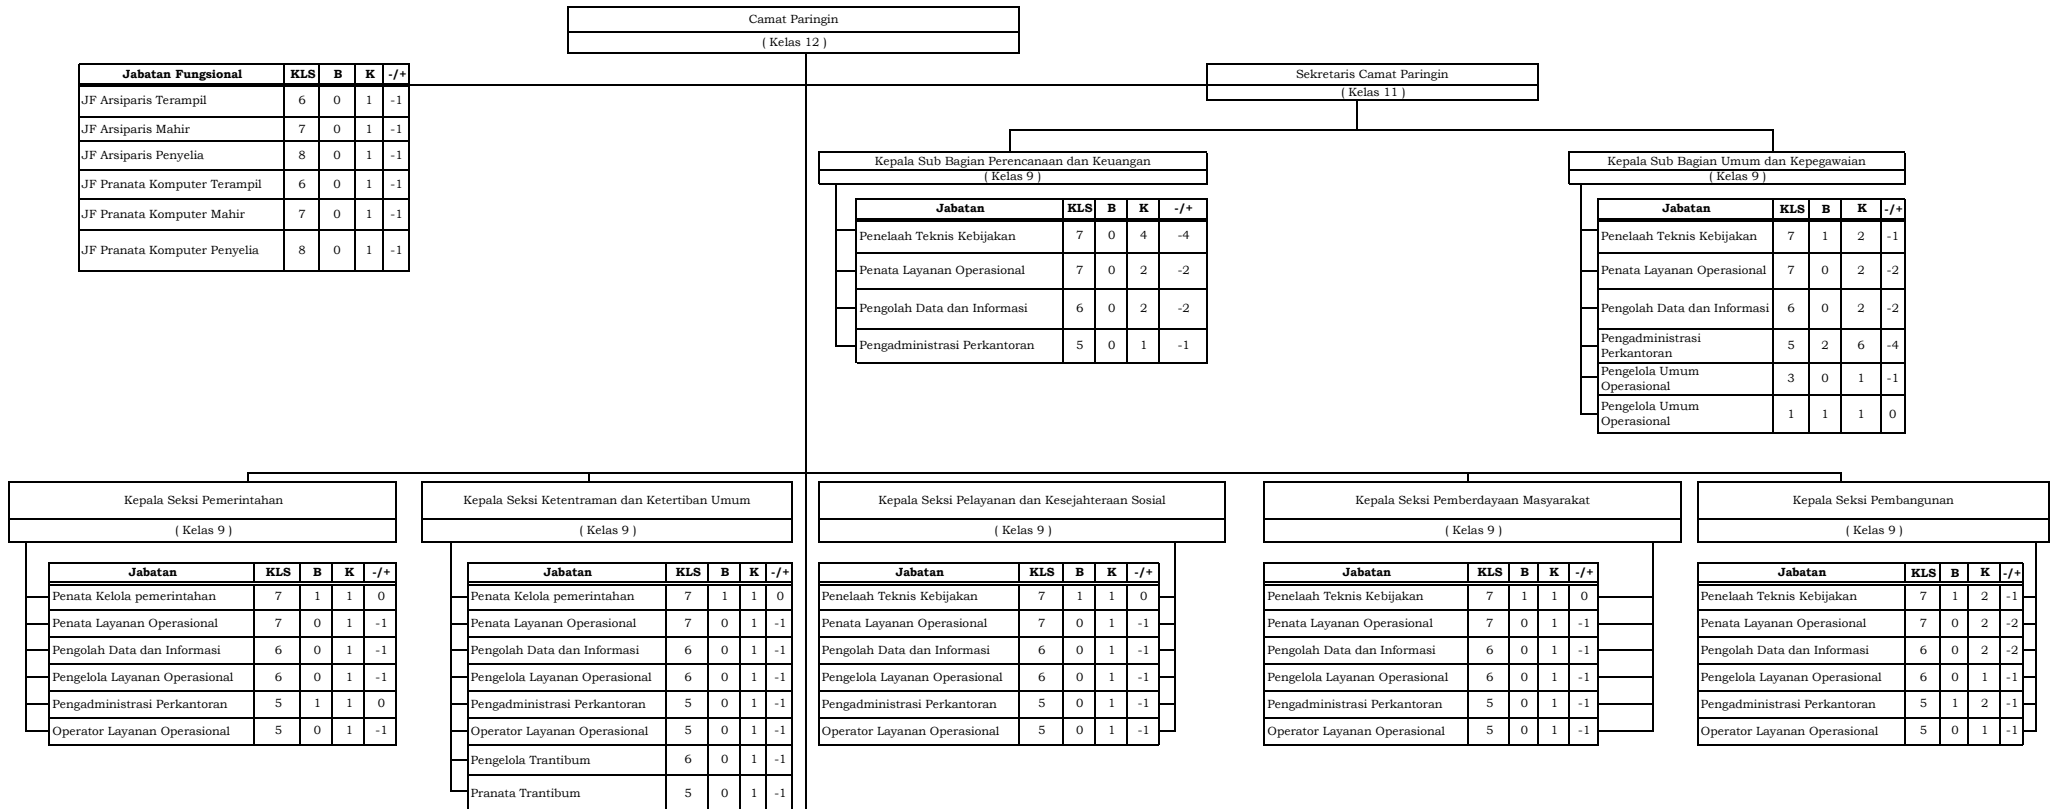 Camat Paringin
( Kelas 12 )
Jabatan Fungsional KLS B K -/+
JF Arsiparis Terampil 6 0 1 -1
JF Arsiparis Mahir 7 0 1 -1
JF Arsiparis Penyelia 8 0 1 -1
JF Pranata Komputer Terampil 6 0 1 -1
JF Pranata Komputer Mahir 7 0 1 -1
JF Pranata Komputer Penyelia 8 0 1 -1
Sekretaris Camat Paringin
( Kelas 11 )
Kepala Sub Bagian Perencanaan dan Keuangan
( Kelas 9 )
Jabatan KLS B K -/+
Penelaah Teknis Kebijakan 7 0 4 -4
Penata Layanan Operasional 7 0 2 -2
Pengolah Data dan Informasi 6 0 2 -2
Pengadministrasi Perkantoran 5 0 1 -1
Kepala Sub Bagian Umum dan Kepegawaian
( Kelas 9 )
Jabatan KLS B K -/+
Penelaah Teknis Kebijakan 7 1 2 -1
Penata Layanan Operasional 7 0 2 -2
Pengolah Data dan Informasi 6 0 2 -2
Pengadministrasi
Perkantoran 5 2 6 -4
Pengelola Umum
Operasional 3 0 1 -1
Pengelola Umum
Operasional 1 1 1 0
Kepala Seksi Pemerintahan
( Kelas 9 )
Jabatan KLS B K -/+
Penata Kelola pemerintahan 7 1 1 0
Penata Layanan Operasional 7 0 1 -1
Pengolah Data dan Informasi 6 0 1 -1
Pengelola Layanan Operasional 6 0 1 -1
Pengadministrasi Perkantoran 5 1 1 0
Operator Layanan Operasional 5 0 1 -1
Kepala Seksi Ketentraman dan Ketertiban Umum
( Kelas 9 )
Jabatan KLS B K -/+
Penata Kelola pemerintahan 7 1 1 0
Penata Layanan Operasional 7 0 1 -1
Pengolah Data dan Informasi 6 0 1 -1
Pengelola Layanan Operasional 6 0 1 -1
Pengadministrasi Perkantoran 5 0 1 -1
Operator Layanan Operasional 5 0 1 -1
Pengelola Trantibum 6 0 1 -1
Pranata Trantibum 5 0 1 -1
Kepala Seksi Pelayanan dan Kesejahteraan Sosial
( Kelas 9 )
Jabatan KLS B K -/+
Penelaah Teknis Kebijakan 7 1 1 0
Penata Layanan Operasional 7 0 1 -1
Pengolah Data dan Informasi 6 0 1 -1
Pengelola Layanan Operasional 6 0 1 -1
Pengadministrasi Perkantoran 5 0 1 -1
Operator Layanan Operasional 5 0 1 -1
Kepala Seksi Pemberdayaan Masyarakat
( Kelas 9 )
Jabatan KLS B K -/+
Penelaah Teknis Kebijakan 7 1 1 0
Penata Layanan Operasional 7 0 1 -1
Pengolah Data dan Informasi 6 0 1 -1
Pengelola Layanan Operasional 6 0 1 -1
Pengadministrasi Perkantoran 5 0 1 -1
Operator Layanan Operasional 5 0 1 -1
Kepala Seksi Pembangunan
( Kelas 9 )
Jabatan KLS B K -/+
Penelaah Teknis Kebijakan 7 1 2 -1
Penata Layanan Operasional 7 0 2 -2
Pengolah Data dan Informasi 6 0 2 -2
Pengelola Layanan Operasional 6 0 1 -1
Pengadministrasi Perkantoran 5 1 2 -1
Operator Layanan Operasional 5 0 1 -1